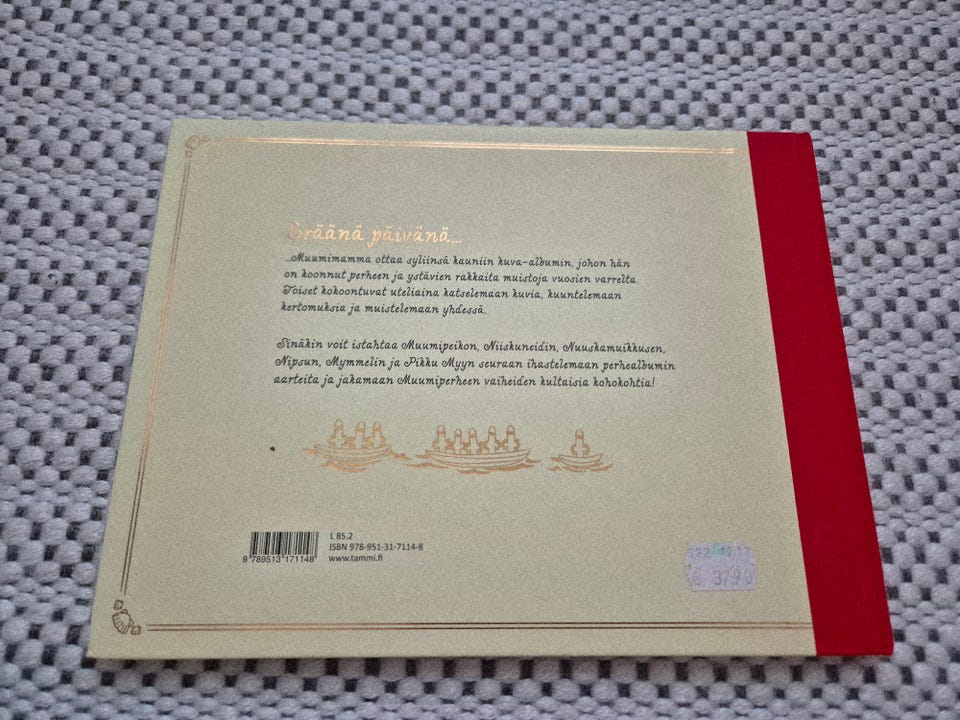 Eräänä päivänä...
...Muumimamma ottaa syliinsä kauniin kuva-albumin, johon hän
on koonnut perheen ja ystävien rakkaita muistoja vuosien varrelta.
Toiset kokoontuvat uteliaina katselemaan kuvia, kuuntelemaan
kertomuksia ja muistelemaan yhdessä.
Sinäkin voit istahtaa Muumipeikon, Niiskuneidin, Nuuskamuikkusen,
Nipsun, Mymmelin ja Pikku Myyn seuraan ihastelemaan perhealbumin
aarteita ja jakamaan Muumiperheen vaiheiden kultaisia kohokohtia!
L 85.2
ISBN 978-951-31-7114-8
www.tammi.fi
9 789513 171148
€ 37.90